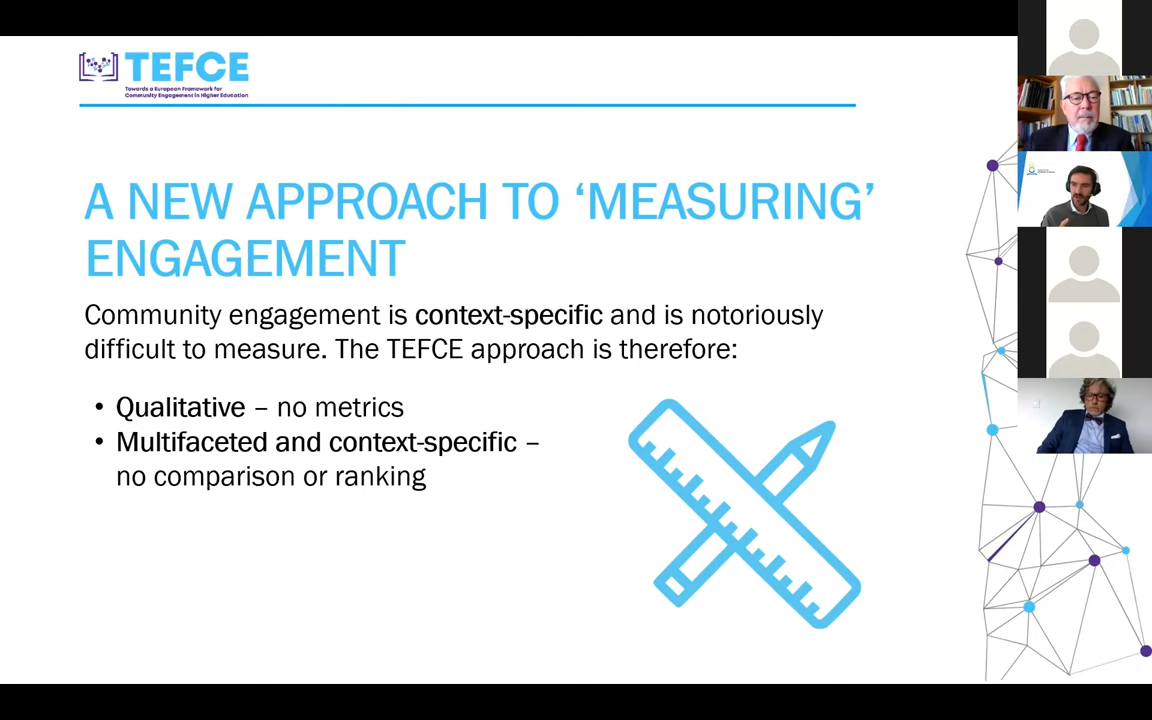 TEFCE
Towards a European Framework for
Community Engagement in Higher Education
A NEW APPROACH TO ‘MEASURING’
ENGAGEMENT
Community engagement is context-specific and is notoriously
difficult to measure. The TEFCE approach is therefore:
• Qualitative – no metrics
• Multifaceted and context-specific –
no comparison or ranking